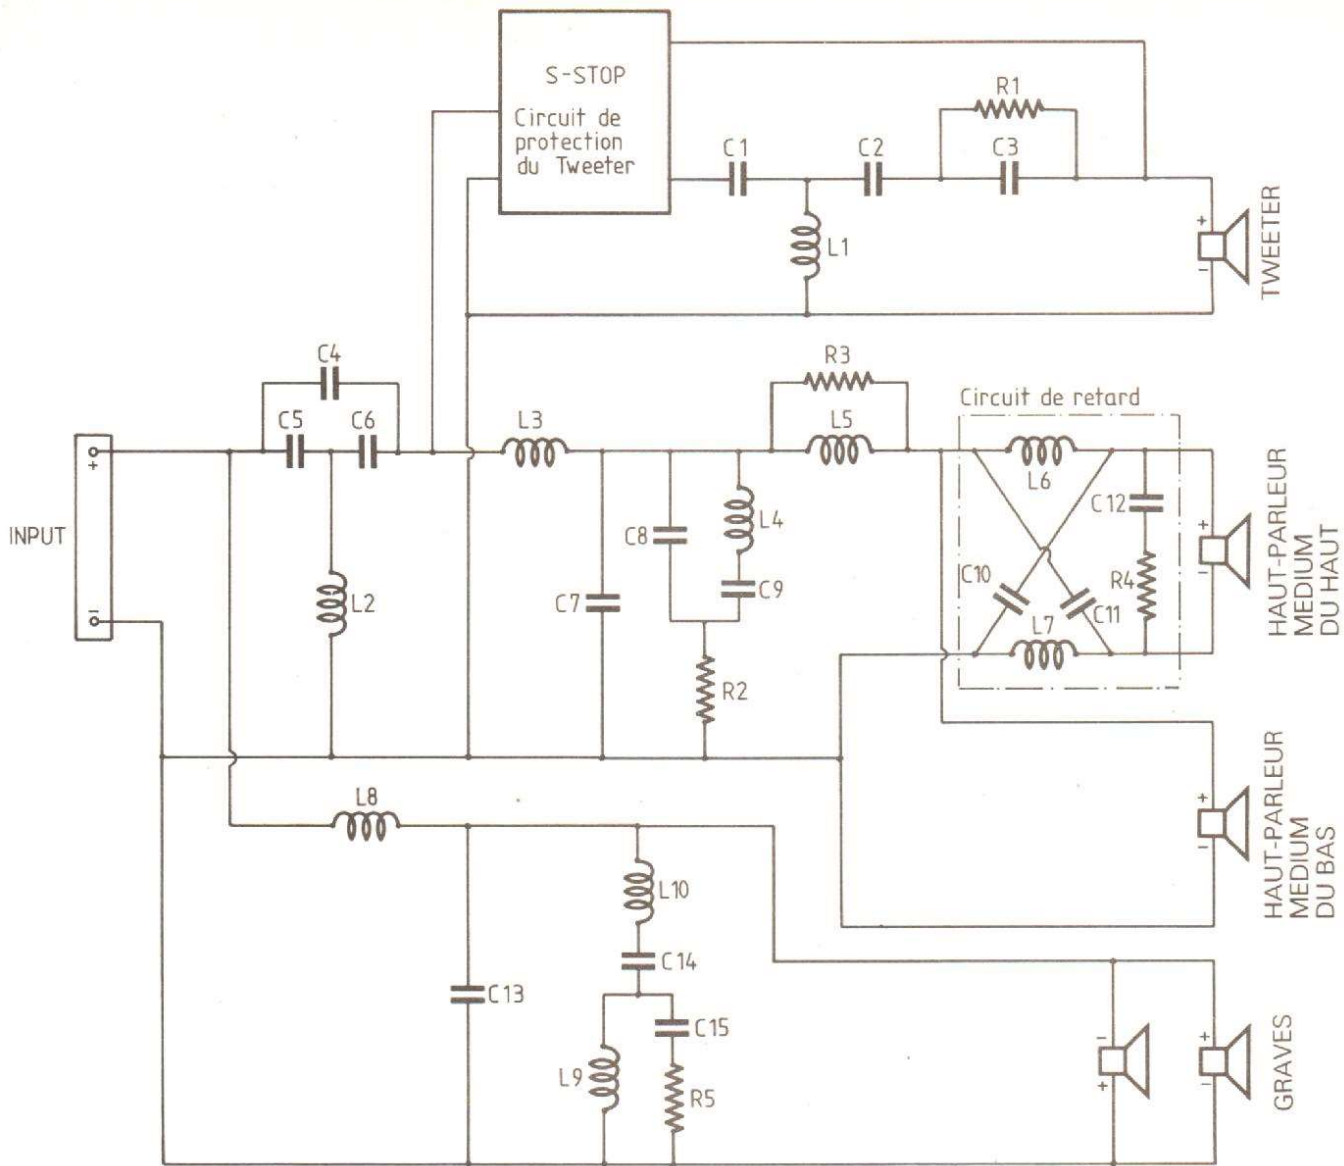 S-STOP
Circuit de
protection
du Tweeter
R1
C1
C2
C3
L1
+
-
TWEETER
C4
C5
C6
L3
R3
L5
Circuit de retard
L6
C12
+
INPUT
-
L2
C7
C8
L4
C9
R2
C10
C11
R4
L7
+
-
HAUT-PARLEUR
MEDIUM
DU HAUT
L8
+
-
HAUT-PARLEUR
MEDIUM
DU BAS
L10
C14
C13
C15
L9
R5
-
+
+
-
GRAVES